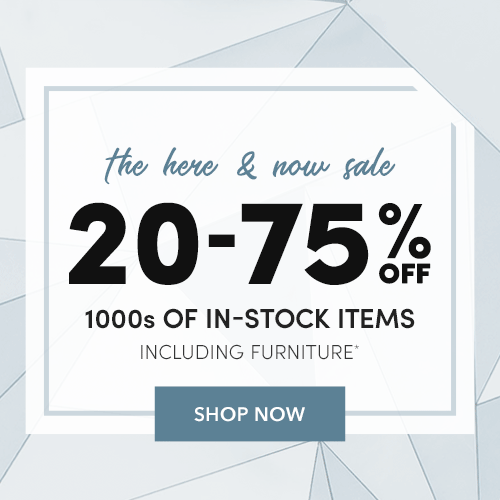 the here & now sale
20-75% OFF
1000s OF IN-STOCK ITEMS
INCLUDING FURNITURE*
SHOP NOW